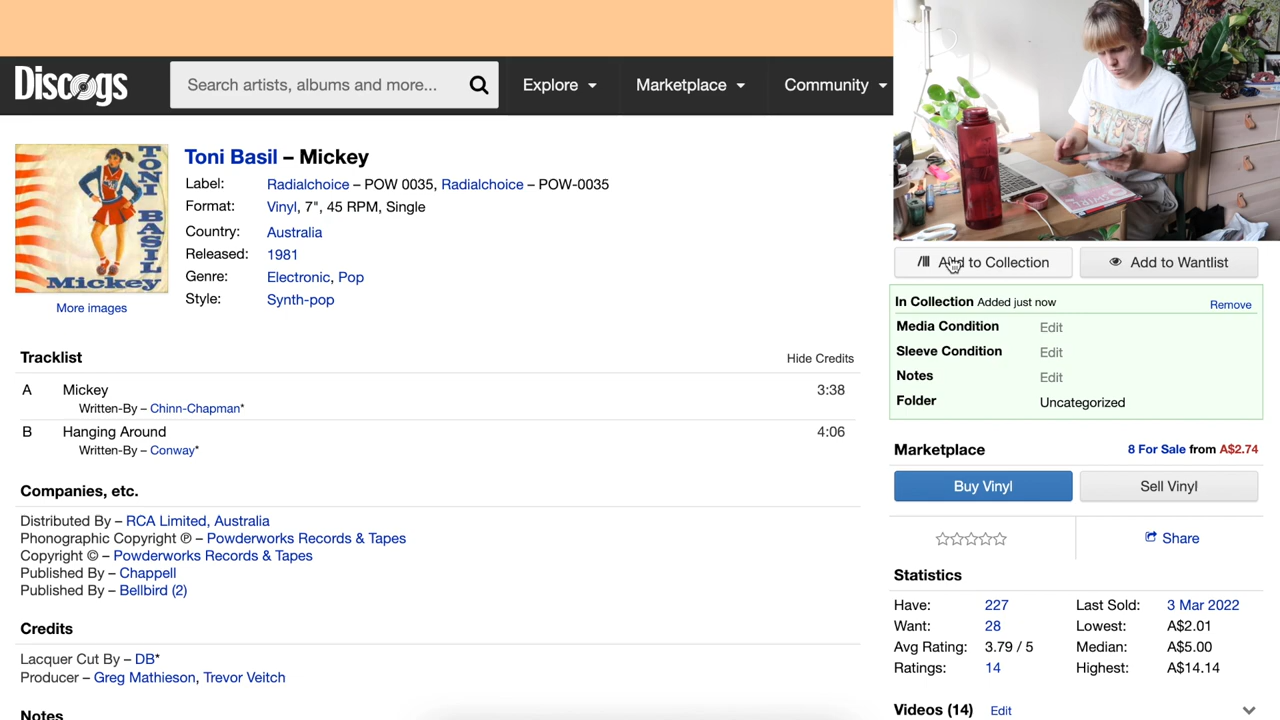 Discogs
Search artists, albums and more...
Explore
Marketplace
Community
TONI BASIL
Mickey
More images
Toni Basil – Mickey
Label: Radialchoice – POW 0035, Radialchoice – POW-0035
Format: Vinyl, 7", 45 RPM, Single
Country: Australia
Released: 1981
Genre: Electronic, Pop
Style: Synth-pop
Tracklist
Hide Credits
A Mickey 3:38
Written-By – Chinn-Chapman*
B Hanging Around 4:06
Written-By – Conway*
Companies, etc.
Distributed By – RCA Limited, Australia
Phonographic Copyright ℗ – Powderworks Records & Tapes
Copyright © – Powderworks Records & Tapes
Published By – Chappell
Published By – Bellbird (2)
Credits
Lacquer Cut By – DB*
Producer – Greg Mathieson, Trevor Veitch
Notes
Add to Collection
Add to Wantlist
In Collection Added just now
Remove
Media Condition Edit
Sleeve Condition Edit
Notes Edit
Folder Uncategorized
Marketplace 8 For Sale from A$2.74
Buy Vinyl
Sell Vinyl
Share
Statistics
Have: 227 Last Sold: 3 Mar 2022
Want: 28 Lowest: A$2.01
Avg Rating: 3.79 / 5 Median: A$5.00
Ratings: 14 Highest: A$14.14
Videos (14) Edit